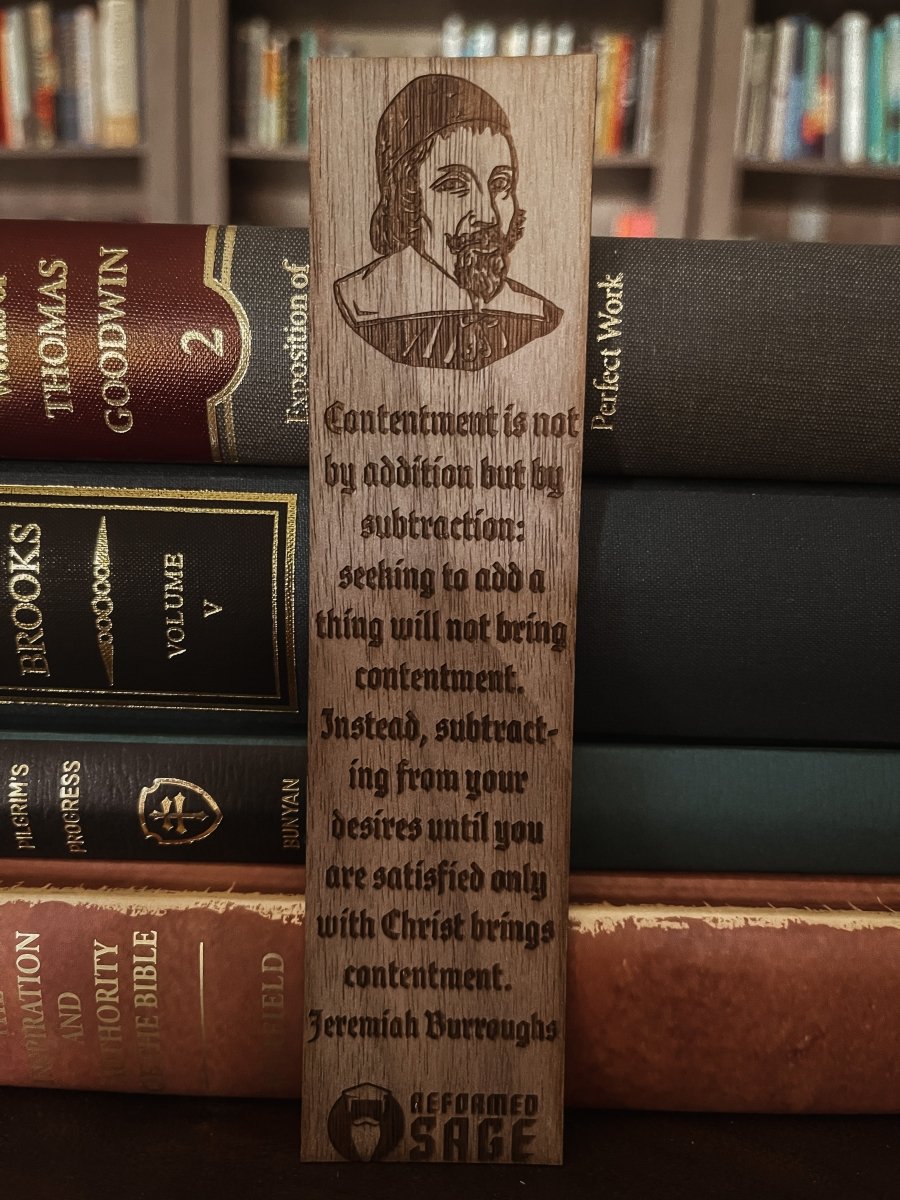 THOMAS
GOODWIN
2
Exposition of
Perfect Work
BROOKS
VOLUME
V
PILGRIM'S
PROGRESS
BUNYAN
AND
THE BIBLE
Contentment is not
by addition but by
subtraction:
seeking to add a
thing will not bring
contentment.
Instead, subtract-
ing from your
desires until you
are satisfied only
with Christ brings
contentment.
Jeremiah Burroughs
REFORMED
SAGE